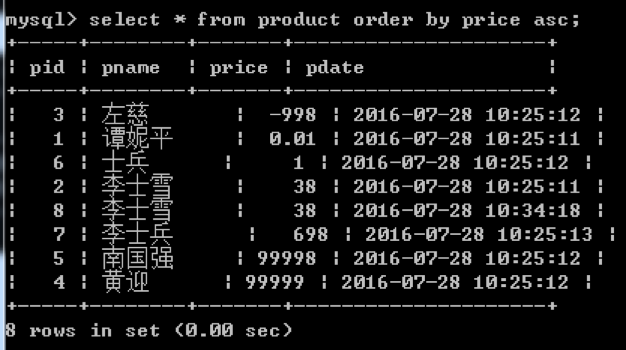 mysql> select * from product order by price asc;
+-----+--------+-------+---------------------+
| pid | pname  | price | pdate               |
+-----+--------+-------+---------------------+
|   3 | 左慈       |  -998 | 2016-07-28 10:25:12 |
|   1 | 谭妮平     |  0.01 | 2016-07-28 10:25:11 |
|   6 | 士兵      |     1 | 2016-07-28 10:25:12 |
|   2 | 李士雪     |    38 | 2016-07-28 10:25:11 |
|   8 | 李士雪     |    38 | 2016-07-28 10:34:18 |
|   7 | 李士兵      |   698 | 2016-07-28 10:25:13 |
|   5 | 南国强     | 99998 | 2016-07-28 10:25:12 |
|   4 | 黄迎      | 99999 | 2016-07-28 10:25:12 |
+-----+--------+-------+---------------------+
8 rows in set (0.00 sec)